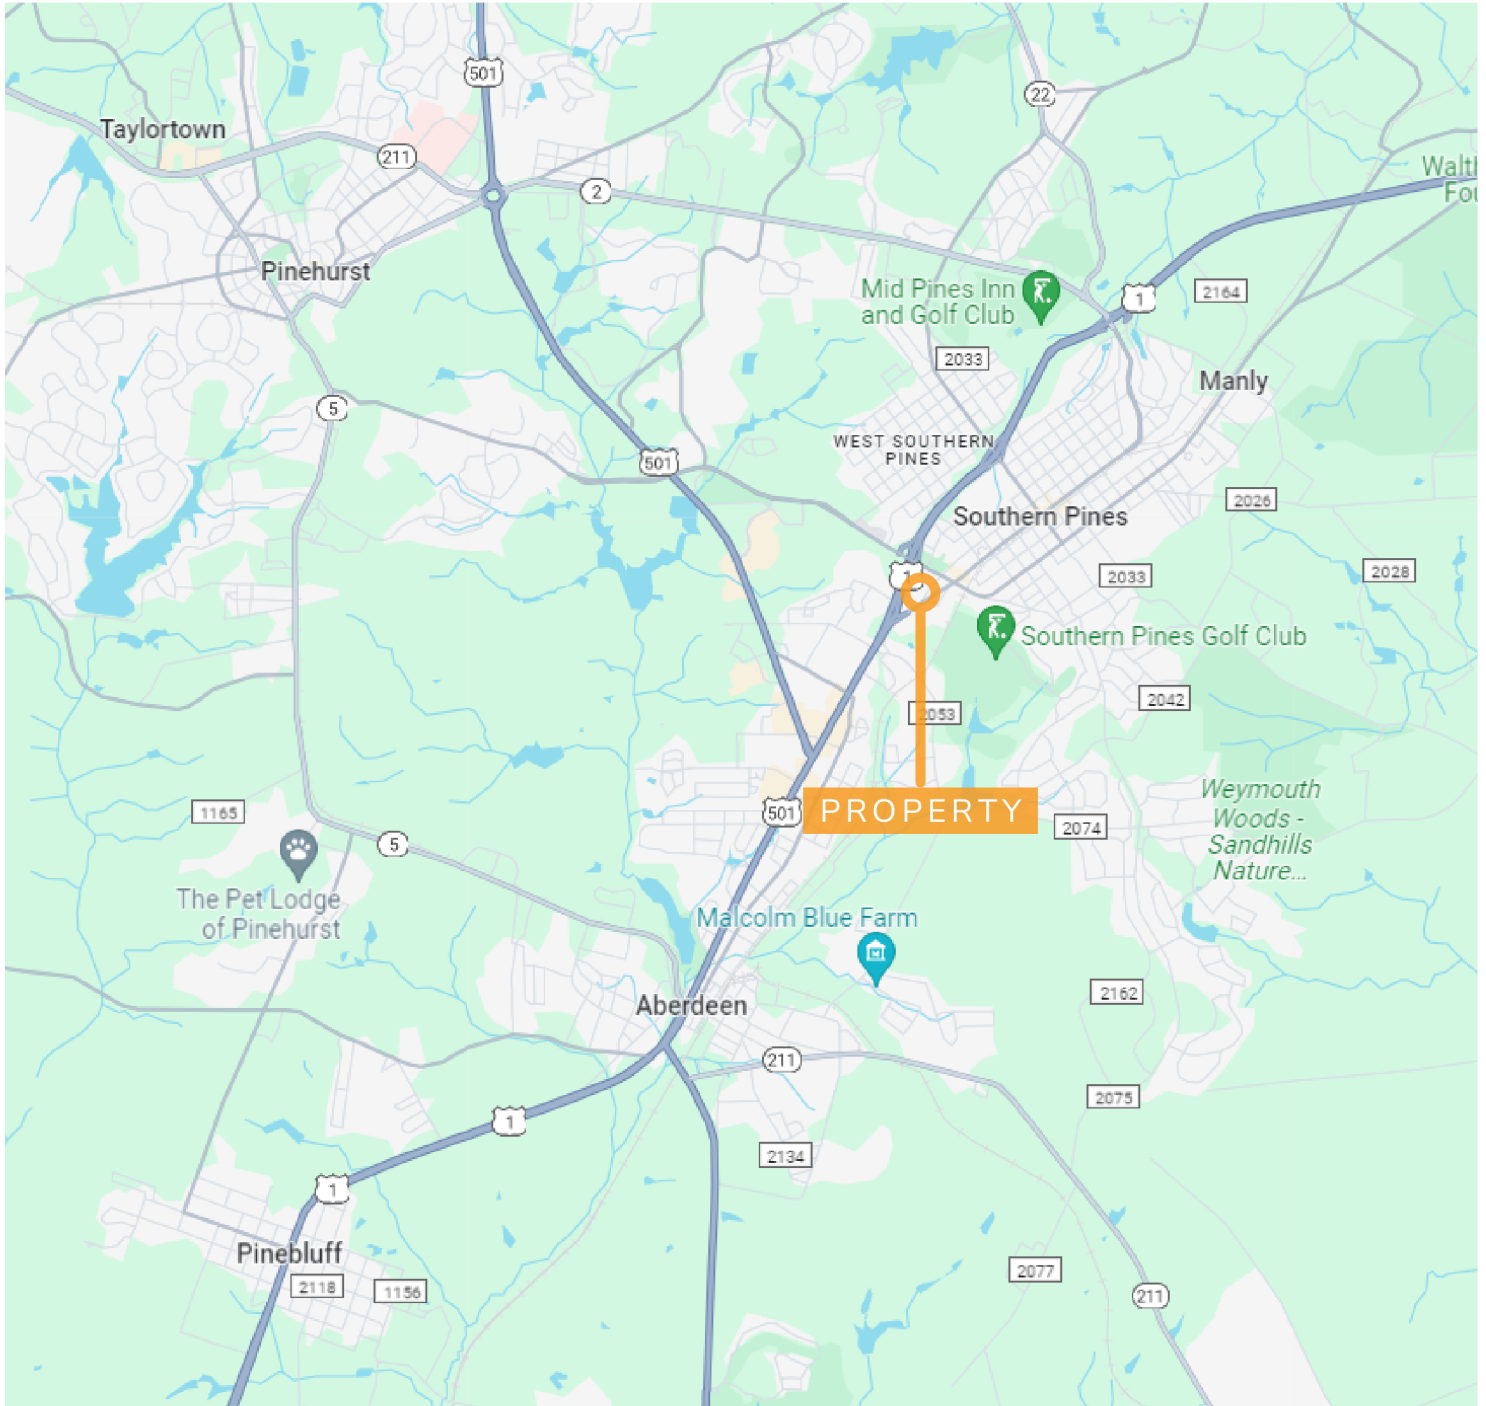 501
22
Taylortown
211
Walth
Fou
2
Pinehurst
Mid Pines Inn
and Golf Club
1
2164
2033
Manly
5
WEST SOUTHERN
PINES
501
2026
Southern Pines
2028
2033
1
Southern Pines Golf Club
2042
2053
Weymouth
Woods -
Sandhills
Nature...
1165
501
PROPERTY
2074
5
The Pet Lodge
of Pinehurst
Malcolm Blue Farm
2162
Aberdeen
211
2075
1
2134
1
Pinebluff
2118
1156
2077
211